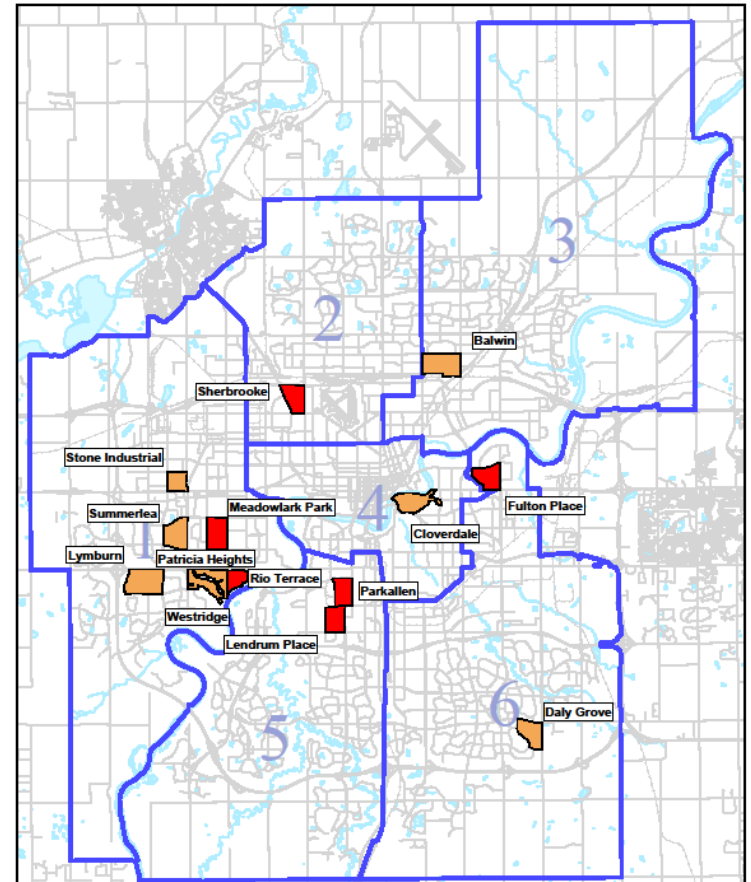 3
2
Balwin
Sherbrooke
Stone Industrial
Meadowlark Park
Summerlea
4
Fulton Place
Cloverdale
1
Lymburn
Patricia Heights
Rio Terrace
Parkallen
Westridge
Lendrum Place
6
Daly Grove
5